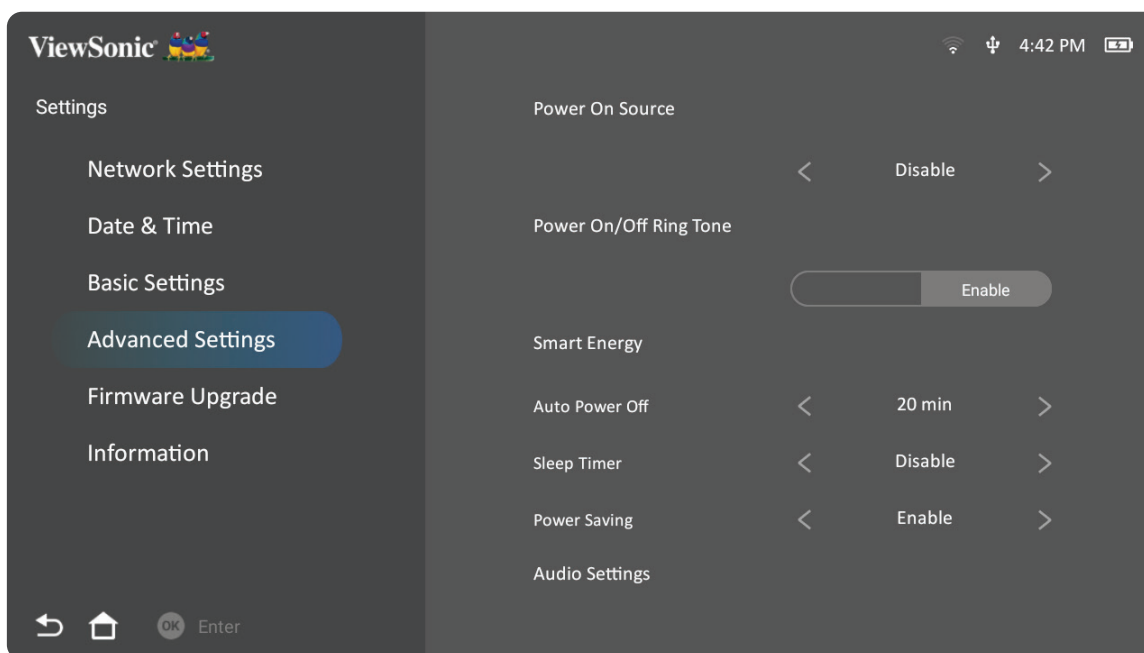 ViewSonic®
4:42 PM
Settings
Network Settings
Date & Time
Basic Settings
Advanced Settings
Firmware Upgrade
Information
OK Enter
Power On Source
Disable
Power On/Off Ring Tone
Enable
Smart Energy
Auto Power Off 20 min
Sleep Timer Disable
Power Saving Enable
Audio Settings